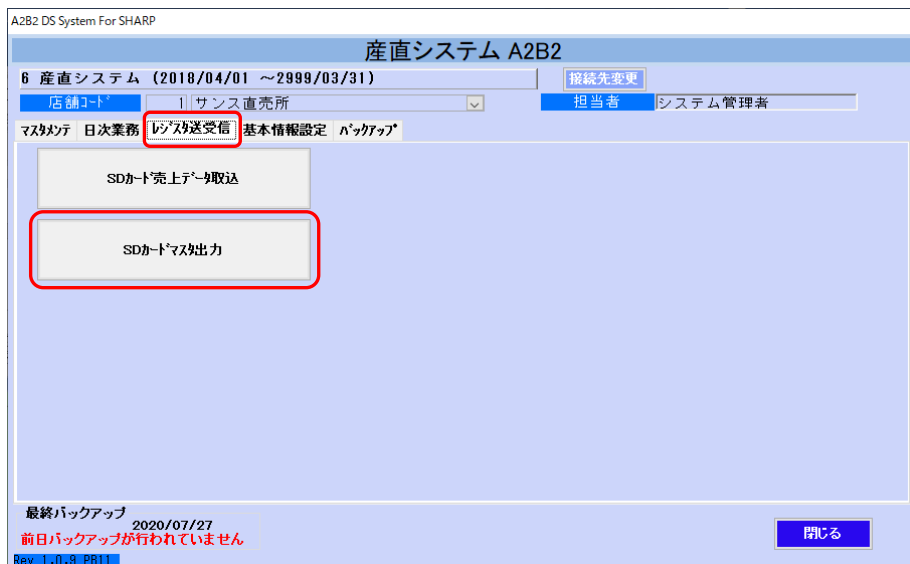 A2B2 DS System For SHARP
産直システム A2B2
6 産直システム (2018/04/01 ～2999/03/31)
接続先変更
店舗ｺｰﾄﾞ 1 サンス直売所 担当者 システム管理者
ﾏｽﾀﾒﾝﾃ 日次業務 ﾚｼﾞｽﾀ送受信 基本情報設定 ﾊﾞｯｸｱｯﾌﾟ
SDｶｰﾄﾞ売上ﾃﾞｰﾀ取込
SDｶｰﾄﾞﾏｽﾀ出力
最終バックアップ
2020/07/27
前日バックアップが行われていません
閉じる
Rev 1.0.9 PB11